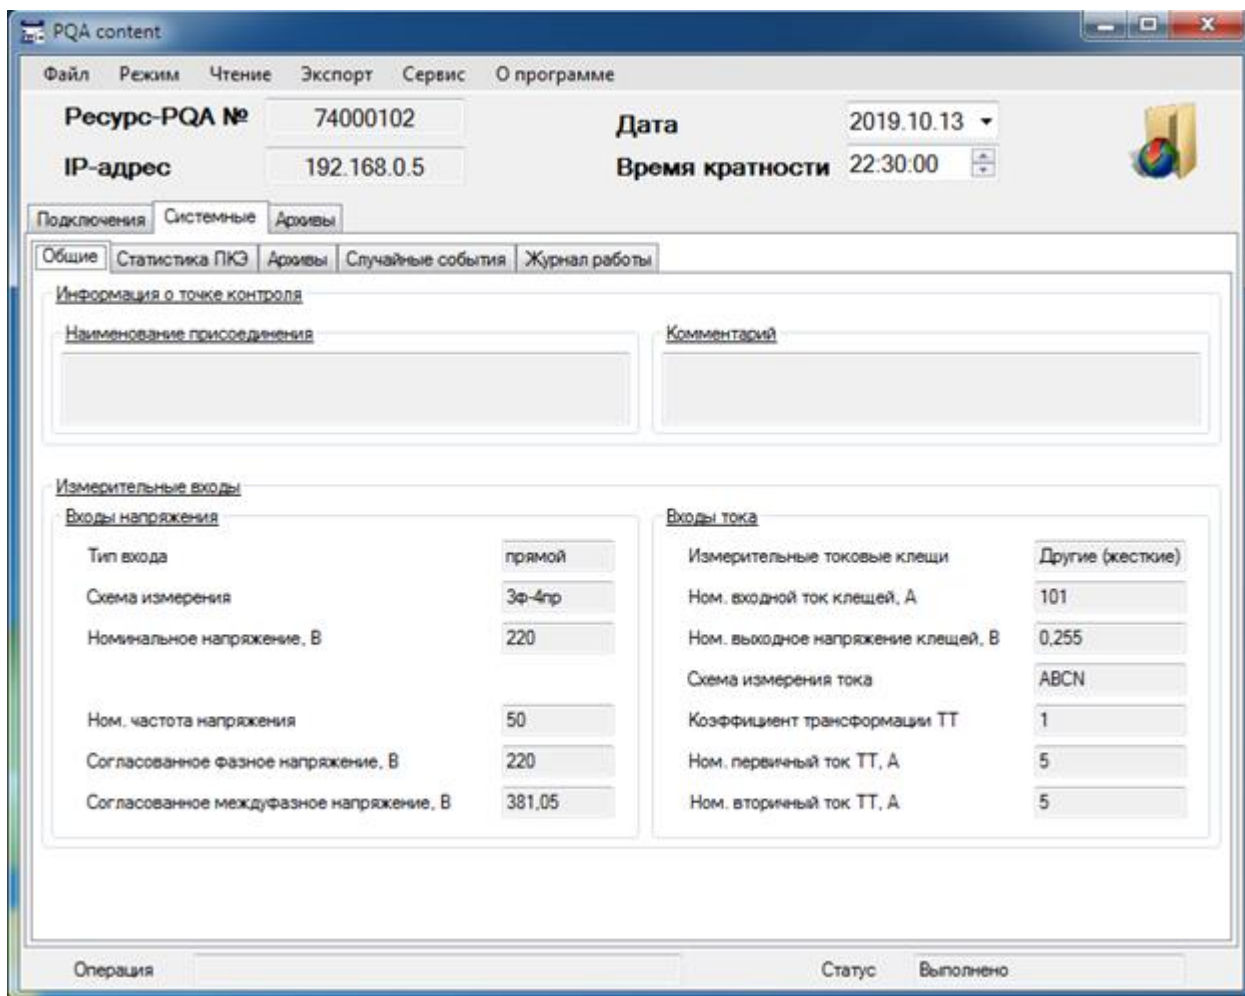 PQA content
Файл Режим Чтение Экспорт Сервис О программе
Ресурс-PQA № 74000102 Дата 2019.10.13
IP-адрес 192.168.0.5 Время кратности 22:30:00
Подключения Системные Архивы
Общие Статистика ПКЭ Архивы Случайные события Журнал работы
Информация о точке контроля
Наименование присоединения Комментарий
Измерительные входы
Входы напряжения Входы тока
Тип входа прямой Измерительные токовые клещи Другие (жесткие)
Схема измерения 3ф-4пр Ном. входной ток клещей, А 101
Номинальное напряжение, В 220 Ном. выходное напряжение клещей, В 0,255
Схема измерения тока ABCN
Ном. частота напряжения 50 Коэффициент трансформации ТТ 1
Согласованное фазное напряжение, В 220 Ном. первичный ток ТТ, А 5
Согласованное междуфазное напряжение, В 381,05 Ном. вторичный ток ТТ, А 5
Операция Статус Выполнено